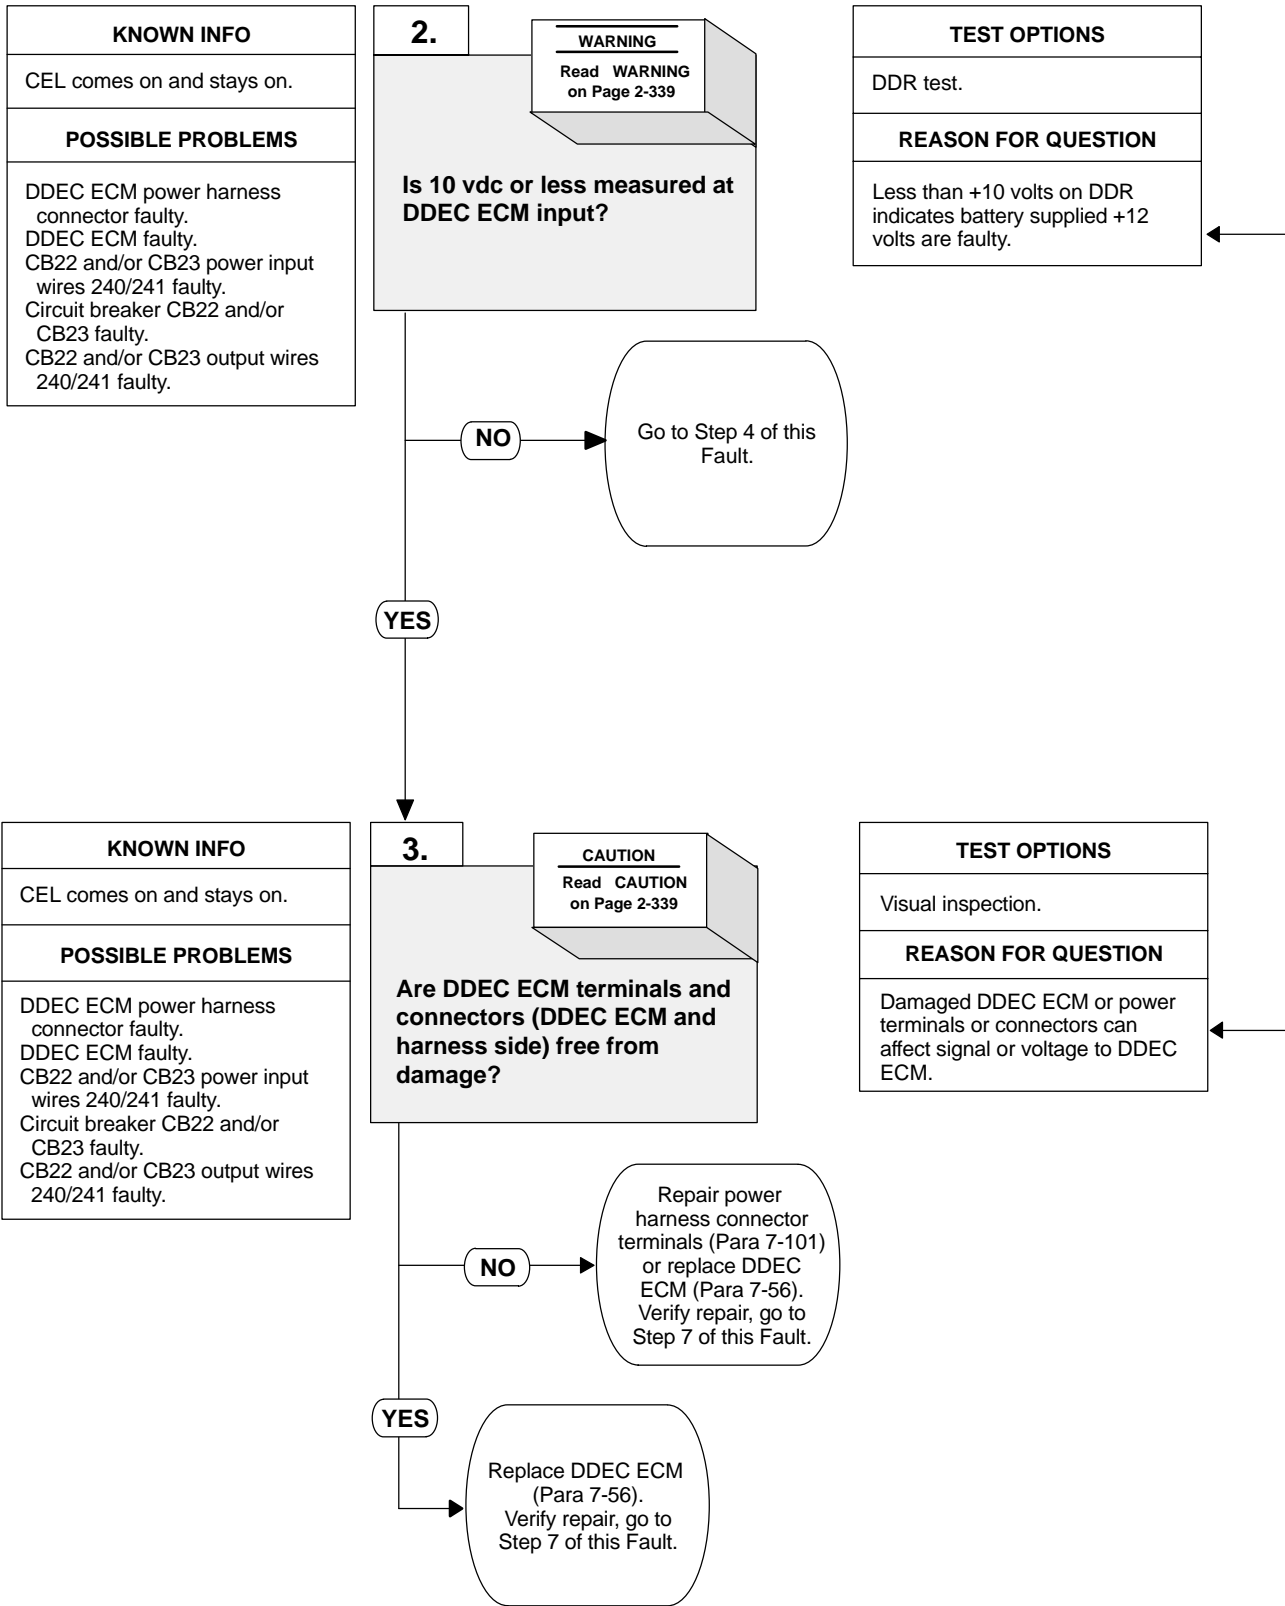 KNOWN INFO
CEL comes on and stays on.
POSSIBLE PROBLEMS
DDEC ECM power harness
connector faulty.
DDEC ECM faulty.
CB22 and/or CB23 power input
wires 240/241 faulty.
Circuit breaker CB22 and/or
CB23 faulty.
CB22 and/or CB23 output wires
240/241 faulty.
2.
WARNING
Read WARNING
on Page 2-339
Is 10 vdc or less measured at
DDEC ECM input?
TEST OPTIONS
DDR test.
REASON FOR QUESTION
Less than +10 volts on DDR
indicates battery supplied +12
volts are faulty.
NO
Go to Step 4 of this
Fault.
YES
KNOWN INFO
CEL comes on and stays on.
POSSIBLE PROBLEMS
DDEC ECM power harness
connector faulty.
DDEC ECM faulty.
CB22 and/or CB23 power input
wires 240/241 faulty.
Circuit breaker CB22 and/or
CB23 faulty.
CB22 and/or CB23 output wires
240/241 faulty.
3.
CAUTION
Read CAUTION
on Page 2-339
Are DDEC ECM terminals and
connectors (DDEC ECM and
harness side) free from
damage?
TEST OPTIONS
Visual inspection.
REASON FOR QUESTION
Damaged DDEC ECM or power
terminals or connectors can
affect signal or voltage to DDEC
ECM.
NO
Repair power
harness connector
terminals (Para 7-101)
or replace DDEC
ECM (Para 7-56).
Verify repair, go to
Step 7 of this Fault.
YES
Replace DDEC ECM
(Para 7-56).
Verify repair, go to
Step 7 of this Fault.